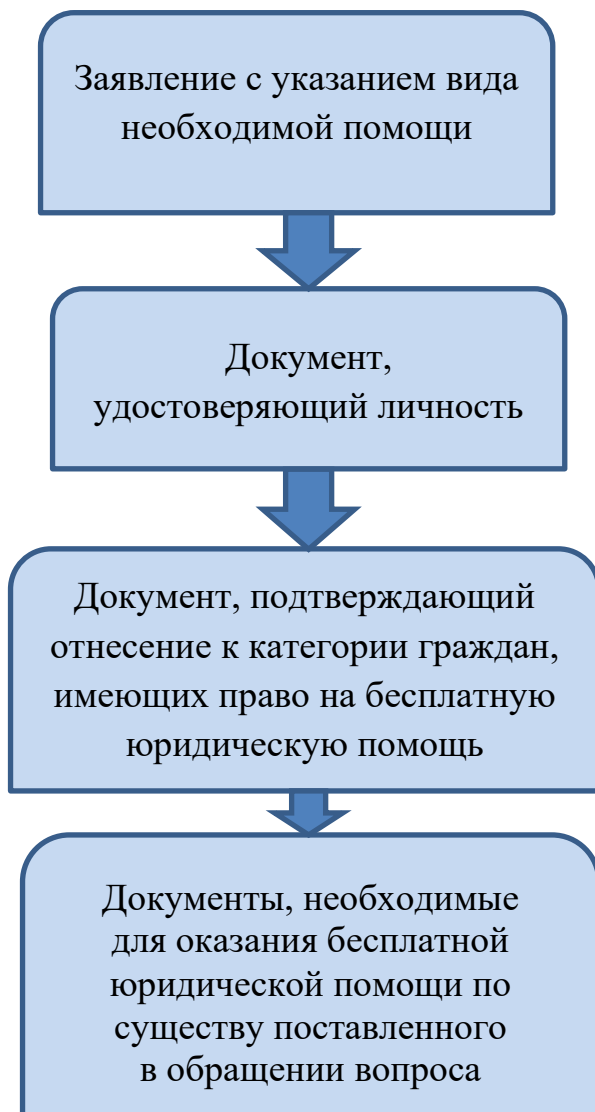 Заявление с указанием вида
необходимой помощи
Документ,
удостоверяющий личность
Документ, подтверждающий
отнесение к категории граждан,
имеющих право на бесплатную
юридическую помощь
Документы, необходимые
для оказания бесплатной
юридической помощи по
существу поставленного
в обращении вопроса